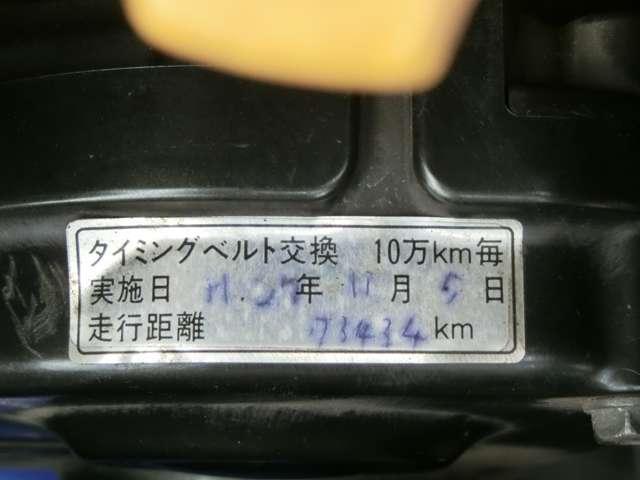 タイミングベルト交換 10万km毎
実施日 H.27年 11月 5日
走行距離 73434km